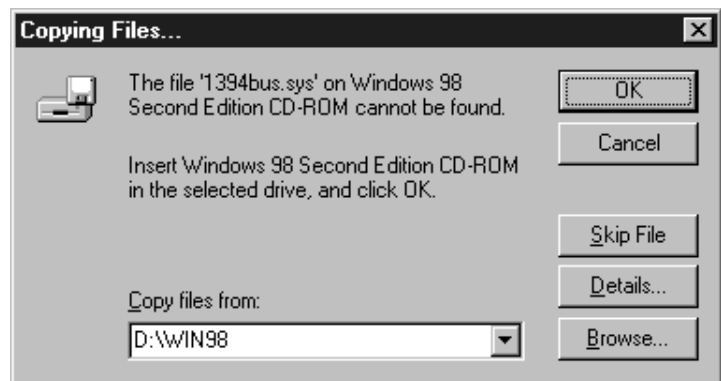 Copying Files...
The file '1394bus.sys' on Windows 98
Second Edition CD-ROM cannot be found.
Insert Windows 98 Second Edition CD-ROM
in the selected drive, and click OK.
OK
Cancel
Skip File
Details...
Copy files from:
D:\WIN98
Browse...